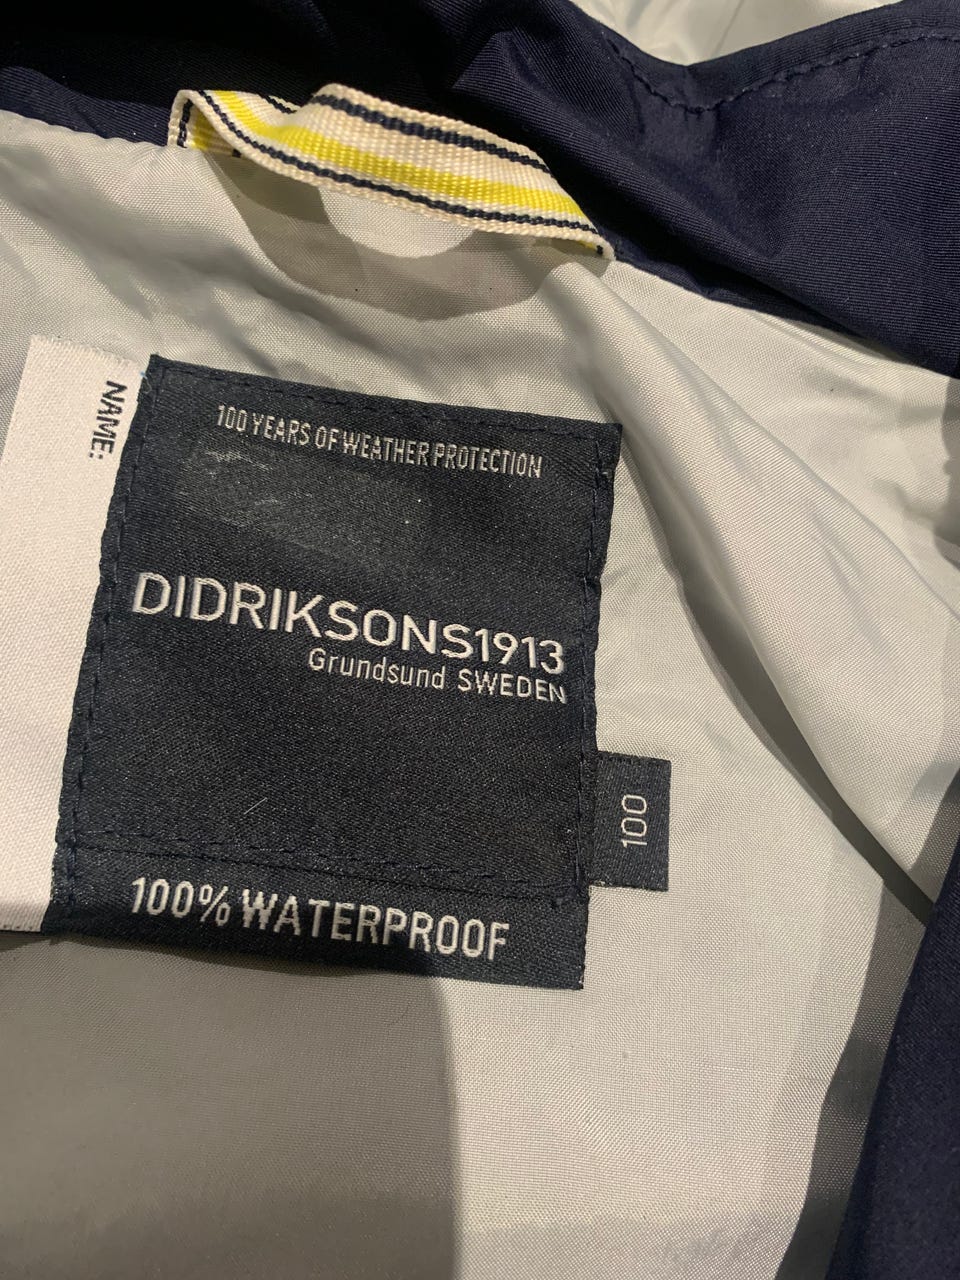 NAME:
100 YEARS OF WEATHER PROTECTION
DIDRIKSONS1913
Grundsund SWEDEN
100
100% WATERPROOF